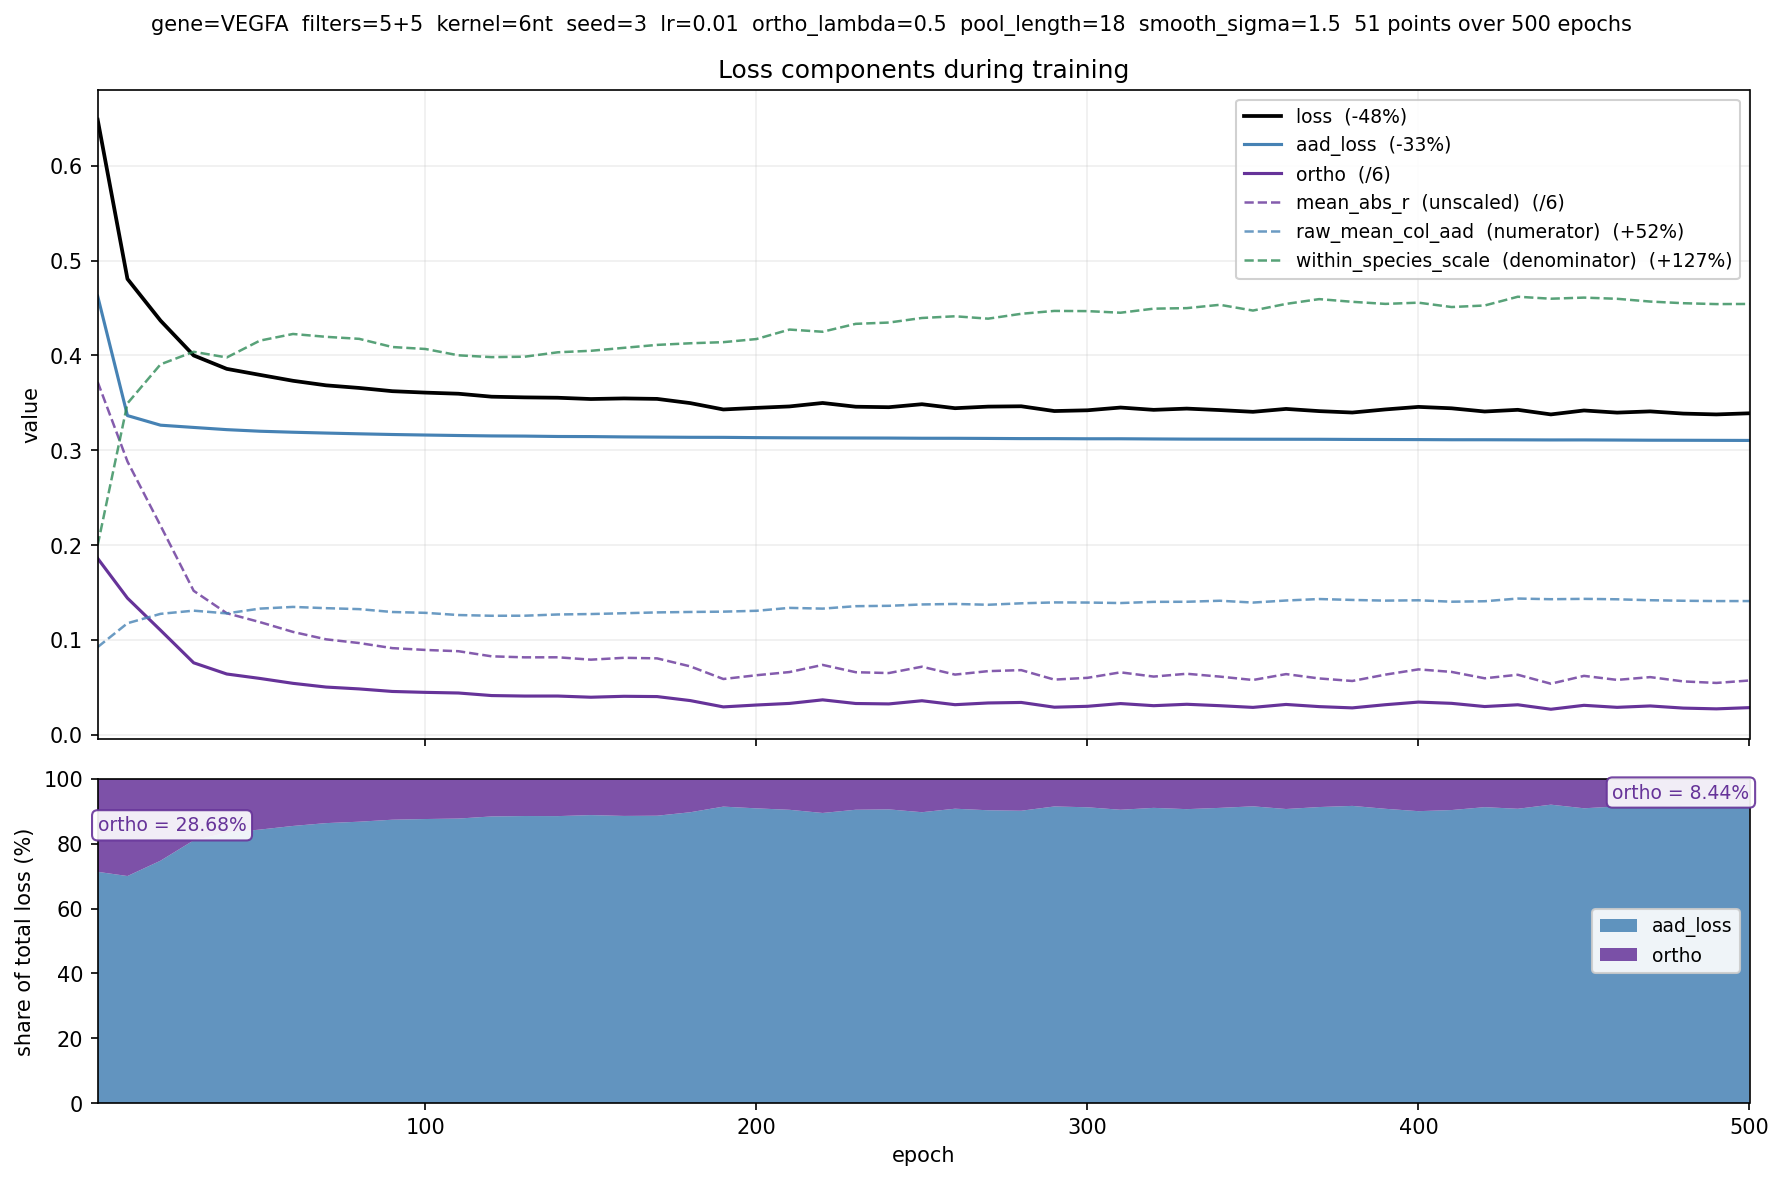 gene=VEGFA  filters=5+5  kernel=6nt  seed=3  lr=0.01  ortho_lambda=0.5  pool_length=18  smooth_sigma=1.5  51 points over 500 epochs
Loss components during training
loss  (-48%)
aad_loss  (-33%)
ortho  (/6)
mean_abs_r  (unscaled)  (/6)
raw_mean_col_aad  (numerator)  (+52%)
within_species_scale  (denominator)  (+127%)
value
0.6
0.5
0.4
0.3
0.2
0.1
0.0
share of total loss (%)
100
80
60
40
20
0
ortho = 28.68%
ortho = 8.44%
aad_loss
ortho
100
200
300
400
500
epoch